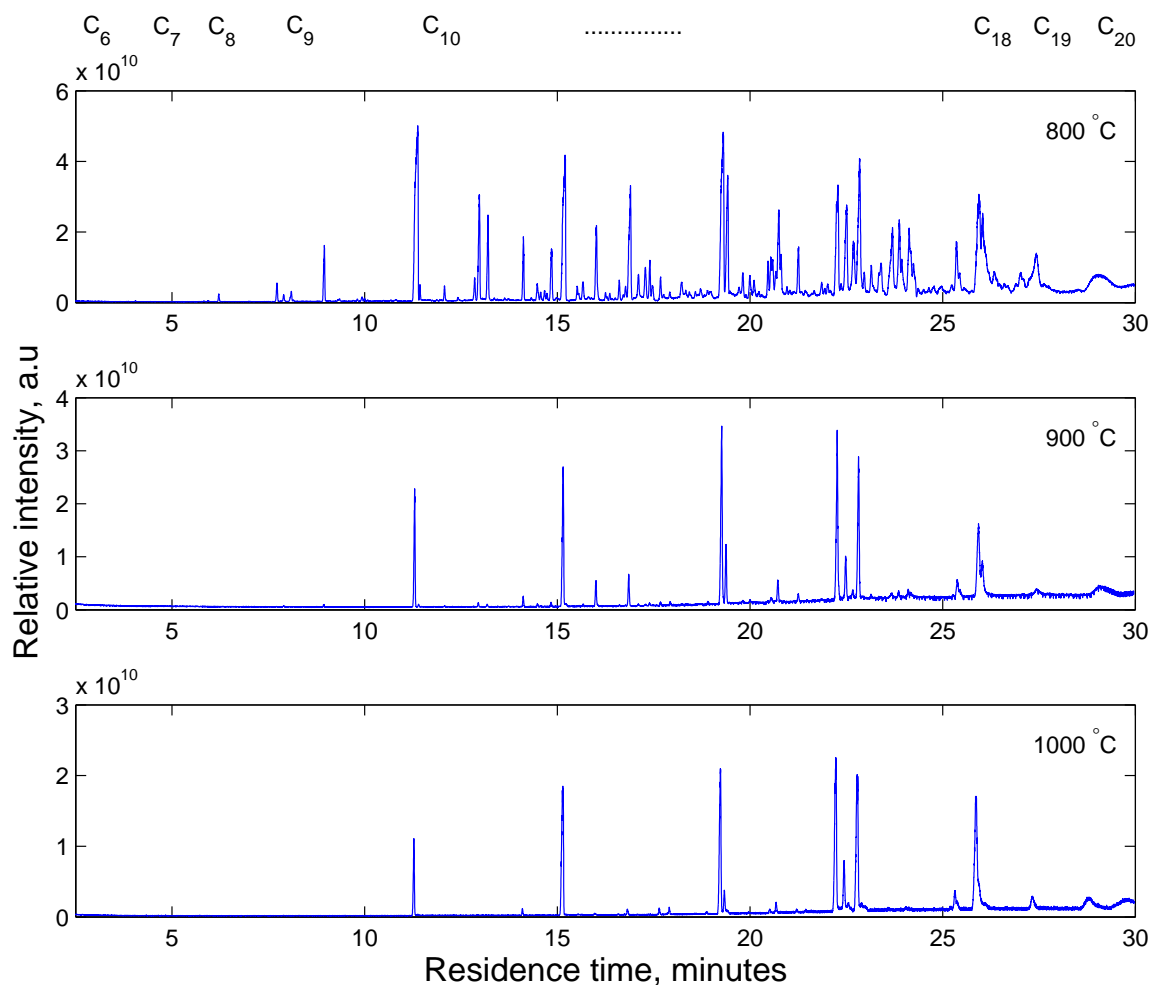 C6 C7 C8 C9 C10 ............... C18 C19 C20
x 10^10
6
800 °C
4
2
0
5 10 15 20 25 30
x 10^10
4
900 °C
3
2
1
0
5 10 15 20 25 30
Relative intensity, a.u
x 10^10
3
1000 °C
2
1
0
5 10 15 20 25 30
Residence time, minutes